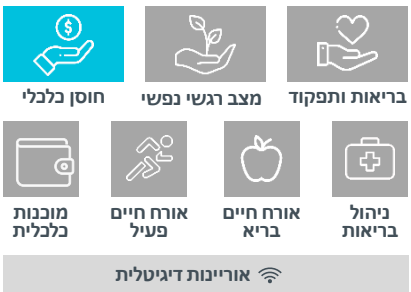 בריאות ותפקוד
מצב רגשי נפשי
חוסן כלכלי
ניהול
בריאות
אורח חיים
בריא
אורח חיים
פעיל
מוכנות
כלכלית
אוריינות דיגיטלית